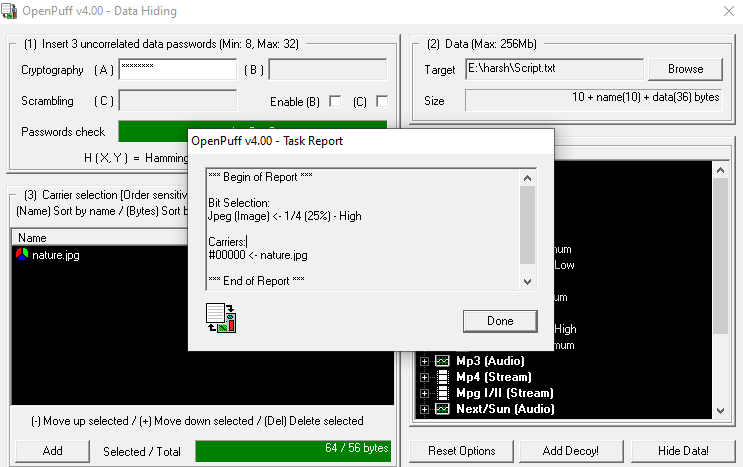 OpenPuff v4.00 - Data Hiding
(1) Insert 3 uncorrelated data passwords (Min: 8, Max: 32)
Cryptography (A) ******** (B)
Scrambling (C) Enable (B) (C)
Passwords check
H (X, Y) = Hamming
(2) Data (Max: 256Mb)
Target E:\harsh\Script.txt Browse
Size 10 + name(10) + data(36) bytes
OpenPuff v4.00 - Task Report
*** Begin of Report ***
Bit Selection:
Jpeg (Image) <- 1/4 (25%) - High
Carriers:
#00000 <- nature.jpg
*** End of Report ***
Done
(3) Carrier selection [Order sensitiv
(Name) Sort by name / (Bytes) Sort b
Name
nature.jpg
(-) Move up selected / (+) Move down selected / (Del) Delete selected
Add Selected / Total 64 / 56 bytes
Low
High
Mp3 (Audio)
Mp4 (Stream)
Mpg I/II (Stream)
Next/Sun (Audio)
Reset Options Add Decoy! Hide Data!